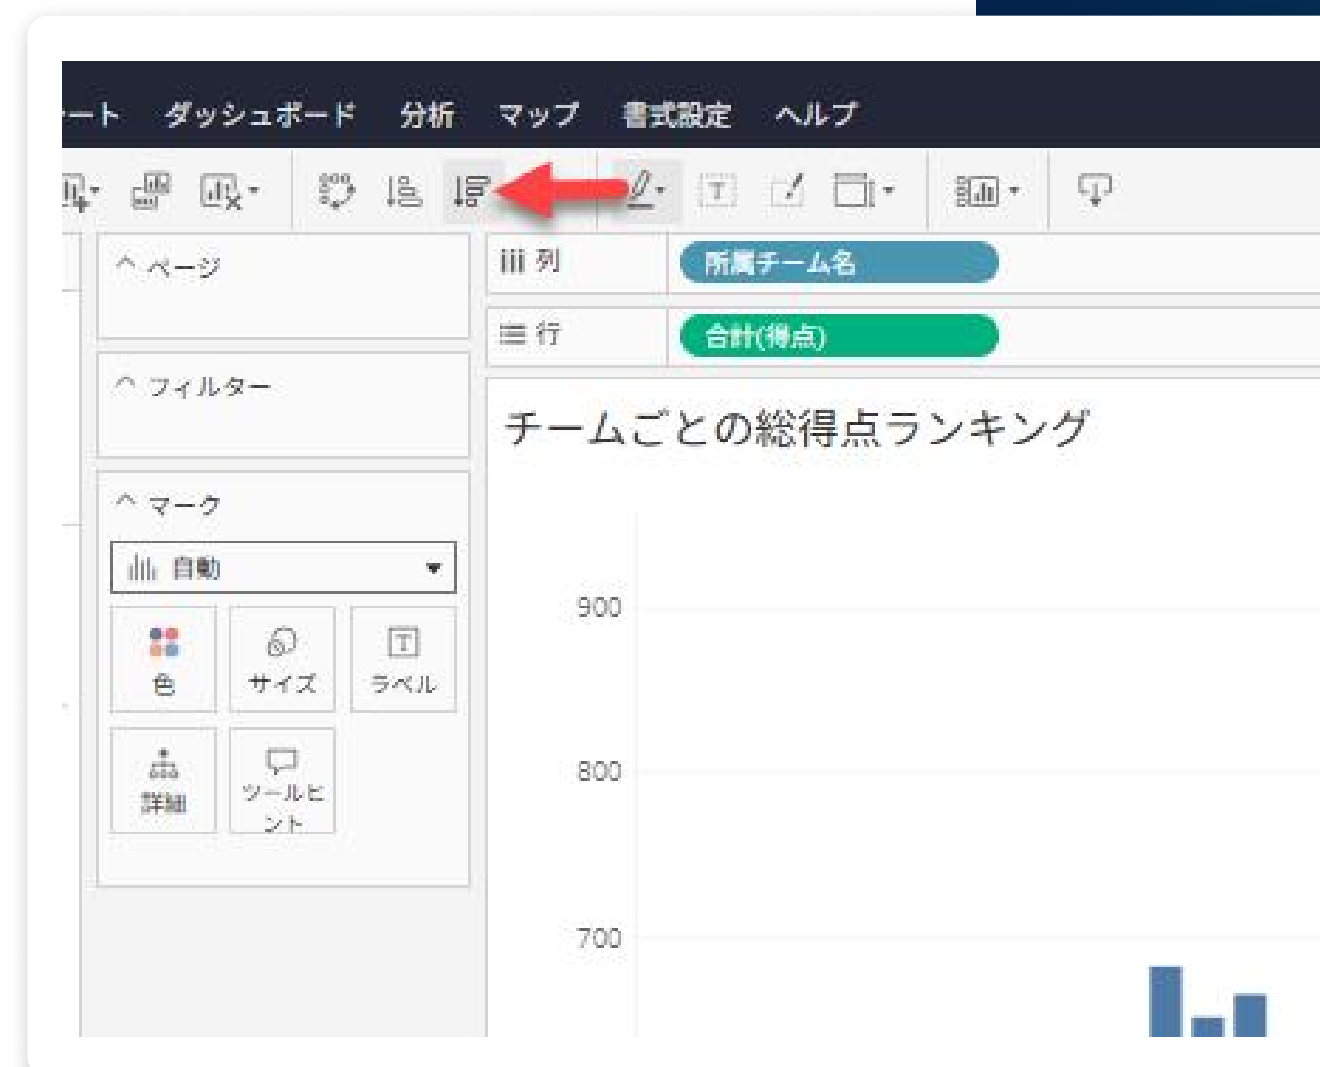 ート ダッシュボード 分析 マップ 書式設定 ヘルプ
ページ
iii 列 所属チーム名
行 合計(得点)
フィルター
チームごとの総得点ランキング
マーク
自動
色 サイズ ラベル
詳細 ツールヒ
ント
900
800
700